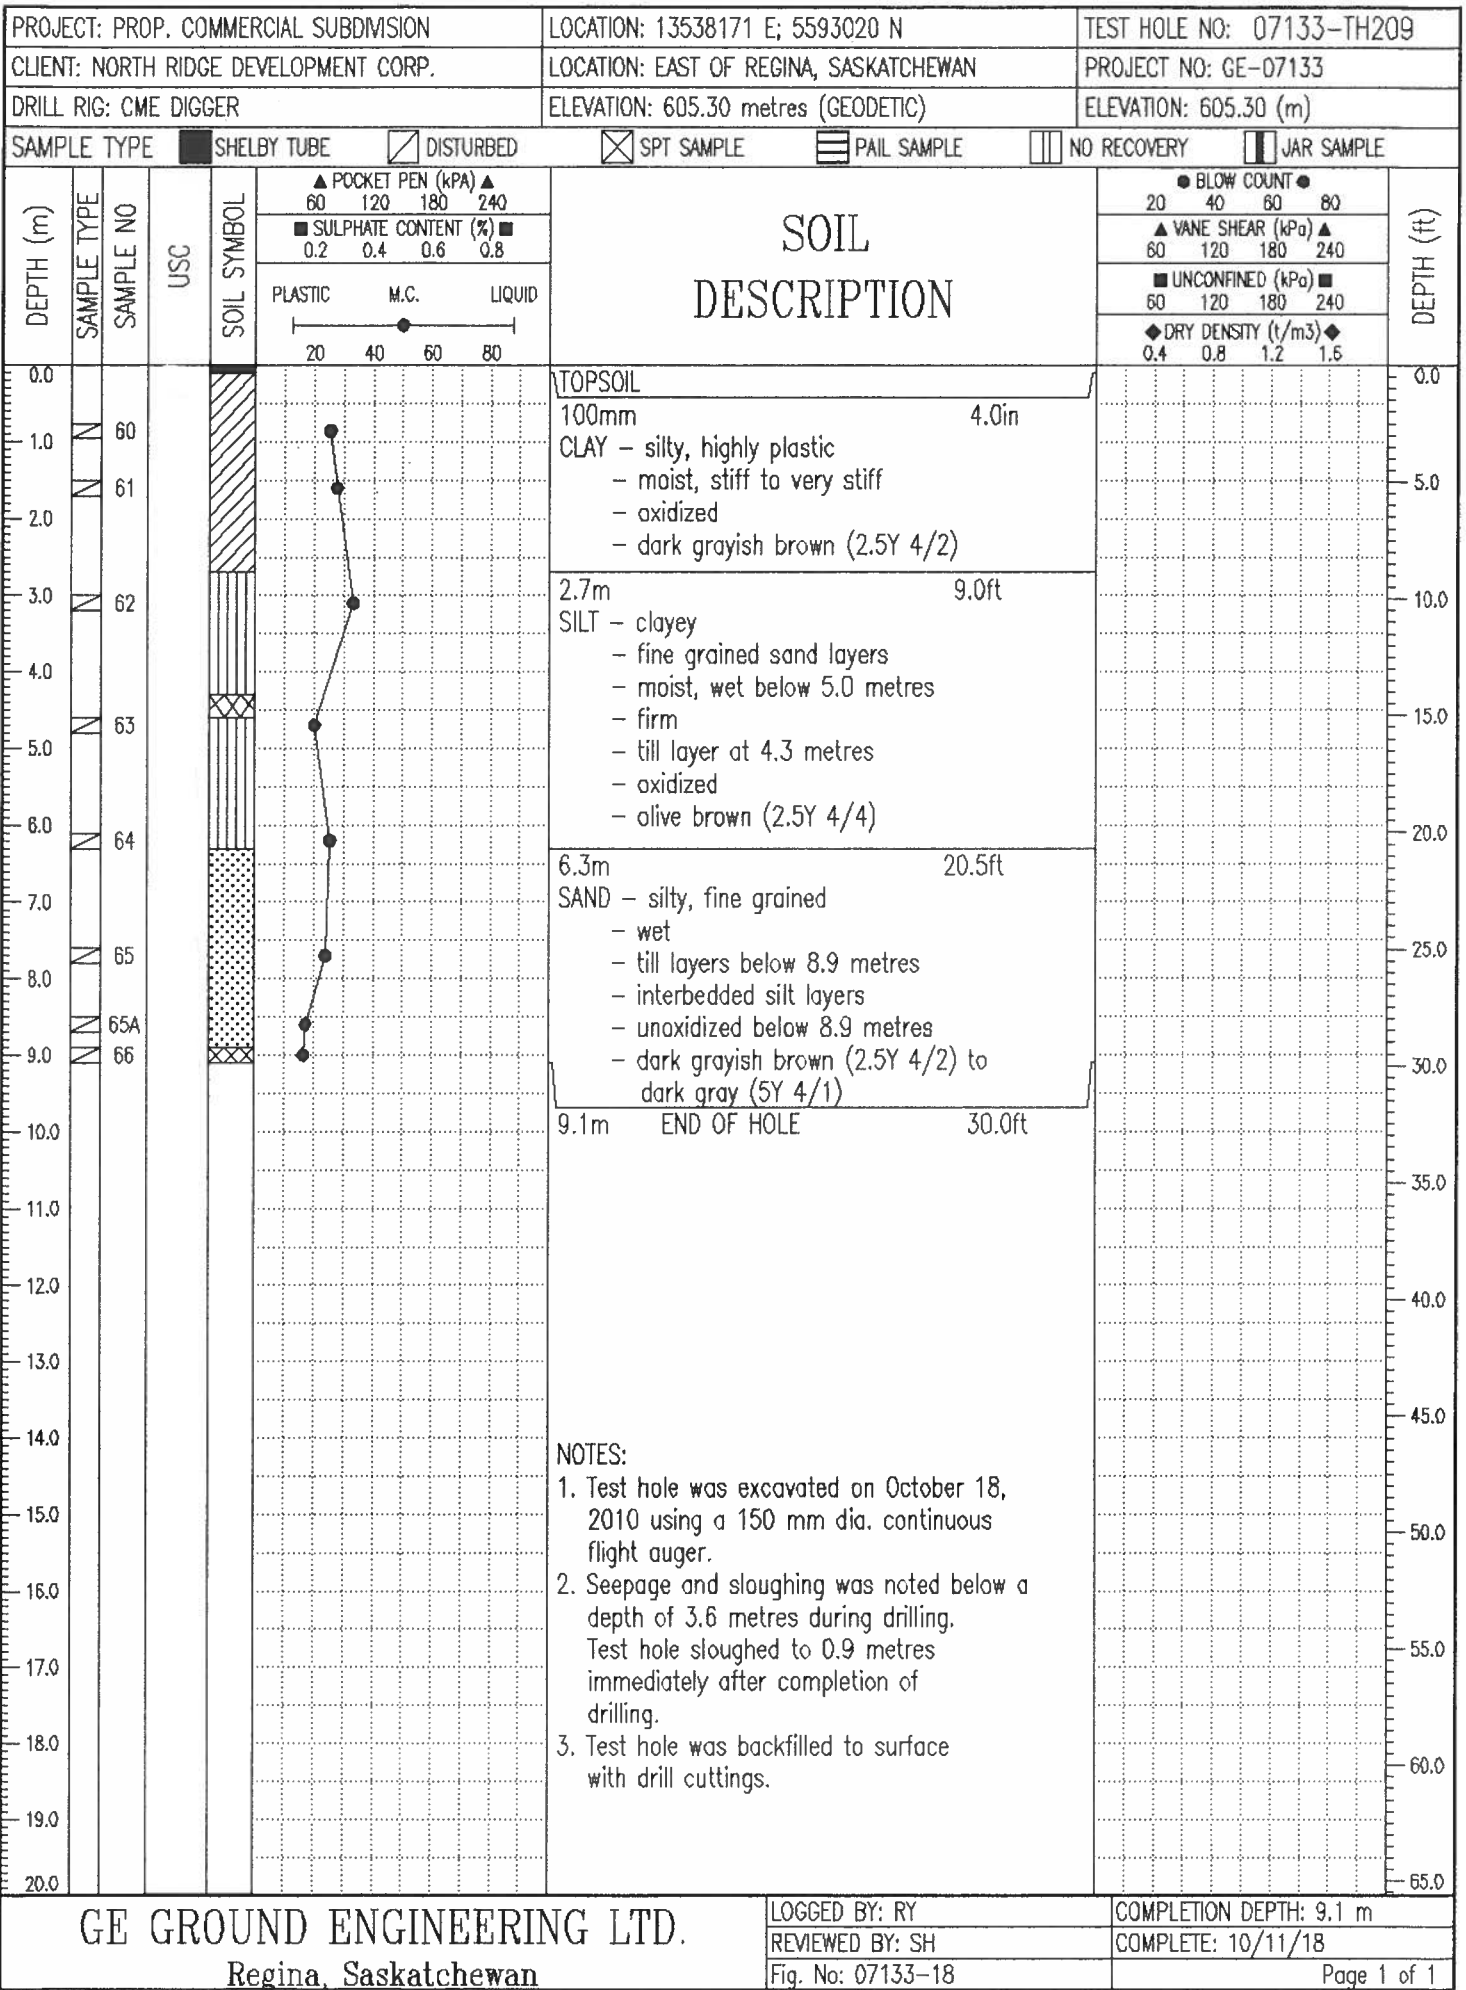 PROJECT: PROP. COMMERCIAL SUBDIVISION
LOCATION: 13538171 E; 5593020 N
TEST HOLE NO: 07133-TH209
CLIENT: NORTH RIDGE DEVELOPMENT CORP.
LOCATION: EAST OF REGINA, SASKATCHEWAN
PROJECT NO: GE-07133
DRILL RIG: CME DIGGER
ELEVATION: 605.30 metres (GEODETIC)
ELEVATION: 605.30 (m)
SAMPLE TYPE SHELBY TUBE DISTURBED SPT SAMPLE PAIL SAMPLE NO RECOVERY JAR SAMPLE
DEPTH (m)
SAMPLE TYPE
SAMPLE NO
USC
SOIL SYMBOL
▲ POCKET PEN (kPA) ▲
60 120 180 240
■ SULPHATE CONTENT (%) ■
0.2 0.4 0.6 0.8
PLASTIC M.C. LIQUID
20 40 60 80
SOIL
DESCRIPTION
● BLOW COUNT ●
20 40 60 80
▲ VANE SHEAR (kPa) ▲
60 120 180 240
■ UNCONFINED (kPa) ■
60 120 180 240
◆ DRY DENSITY (t/m3) ◆
0.4 0.8 1.2 1.6
DEPTH (ft)
0.0
1.0
2.0
3.0
4.0
5.0
6.0
7.0
8.0
9.0
10.0
11.0
12.0
13.0
14.0
15.0
16.0
17.0
18.0
19.0
20.0
60
61
62
63
64
65
65A
66
TOPSOIL
100mm 4.0in
CLAY - silty, highly plastic
- moist, stiff to very stiff
- oxidized
- dark grayish brown (2.5Y 4/2)
2.7m 9.0ft
SILT - clayey
- fine grained sand layers
- moist, wet below 5.0 metres
- firm
- till layer at 4.3 metres
- oxidized
- olive brown (2.5Y 4/4)
6.3m 20.5ft
SAND - silty, fine grained
- wet
- till layers below 8.9 metres
- interbedded silt layers
- unoxidized below 8.9 metres
- dark grayish brown (2.5Y 4/2) to
dark gray (5Y 4/1)
9.1m END OF HOLE 30.0ft
NOTES:
1. Test hole was excavated on October 18,
2010 using a 150 mm dia. continuous
flight auger.
2. Seepage and sloughing was noted below a
depth of 3.6 metres during drilling.
Test hole sloughed to 0.9 metres
immediately after completion of
drilling.
3. Test hole was backfilled to surface
with drill cuttings.
0.0
5.0
10.0
15.0
20.0
25.0
30.0
35.0
40.0
45.0
50.0
55.0
60.0
65.0
GE GROUND ENGINEERING LTD.
Regina, Saskatchewan
LOGGED BY: RY
COMPLETION DEPTH: 9.1 m
REVIEWED BY: SH
COMPLETE: 10/11/18
Fig. No: 07133-18
Page 1 of 1